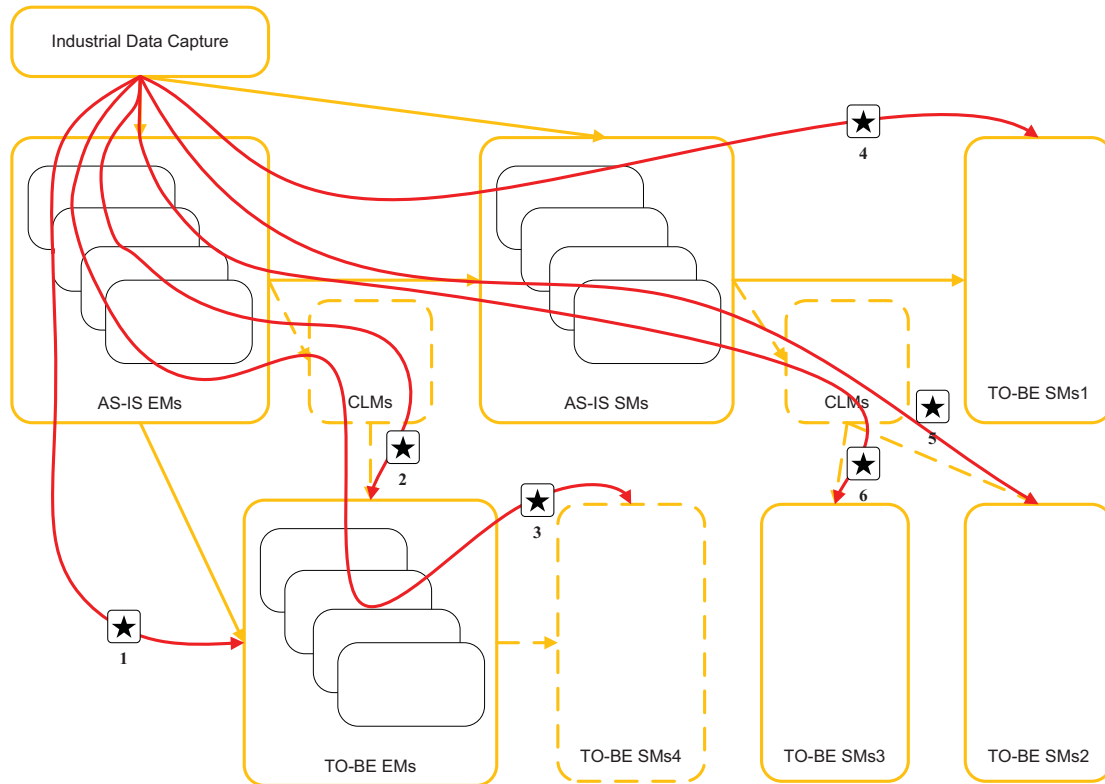 Industrial Data Capture
4
AS-IS EMs
CLMs
AS-IS SMs
CLMs
TO-BE SMs1
5
2
6
3
1
TO-BE EMs
TO-BE SMs4
TO-BE SMs3
TO-BE SMs2